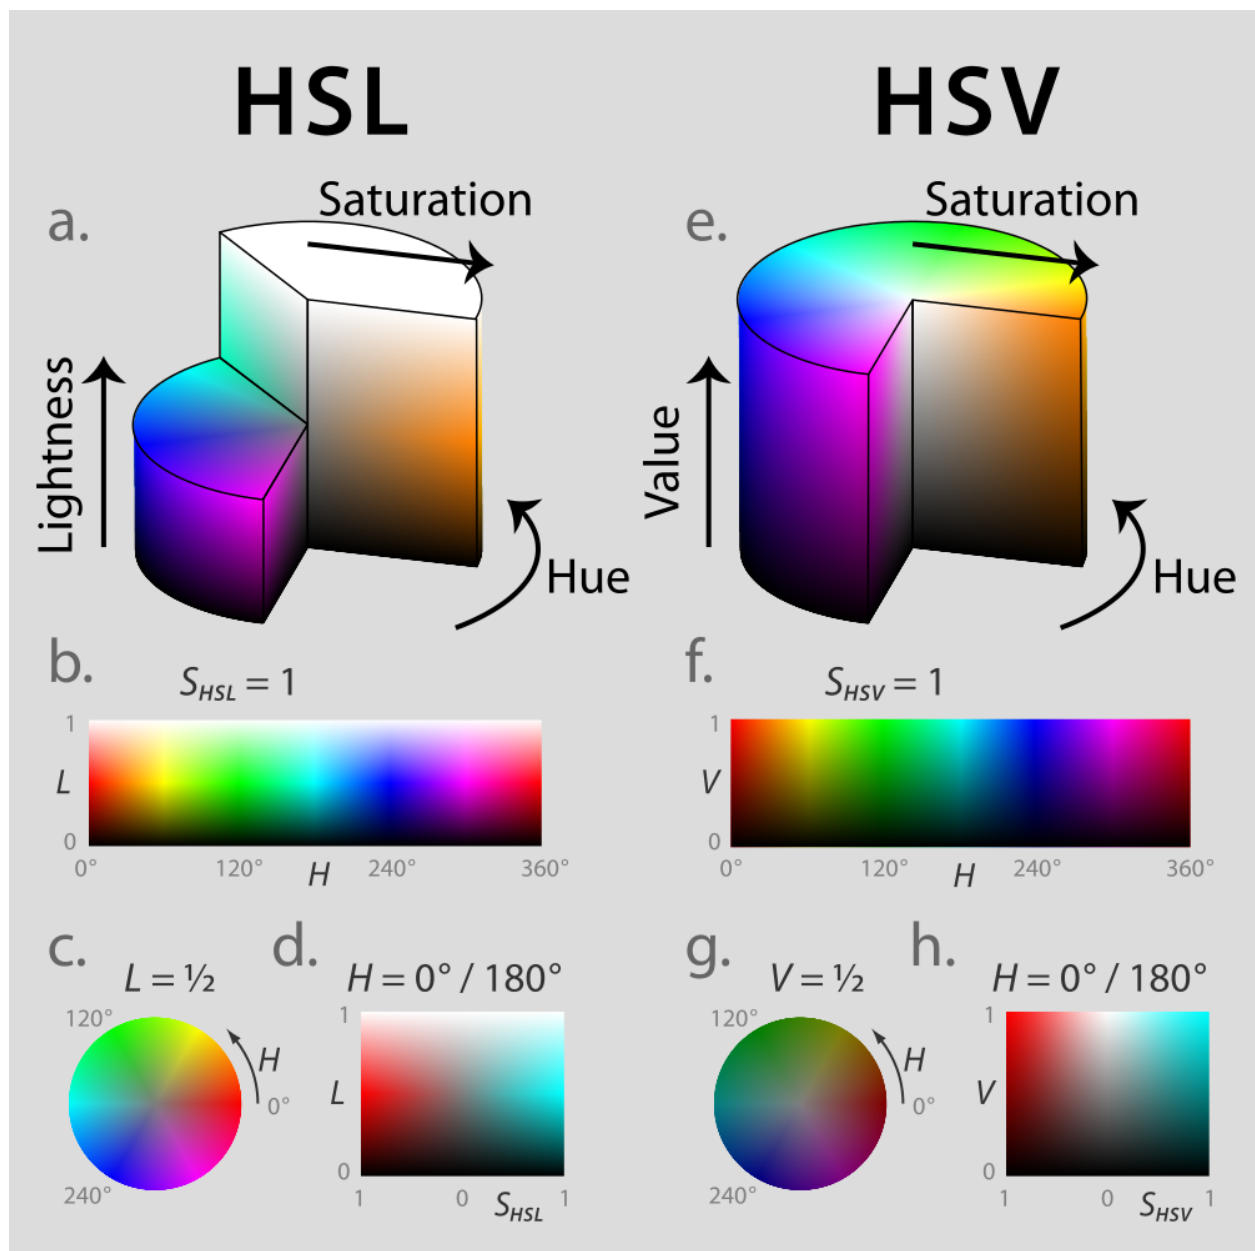 HSL
HSV
a.
Saturation
Lightness
Hue
e.
Saturation
Value
Hue
b.
S_HSL = 1
1
L
0
0°
120°
H
240°
360°
f.
S_HSV = 1
1
V
0
0°
120°
H
240°
360°
c.
L = ½
120°
H
0°
240°
d.
H = 0° / 180°
1
L
0
1
0
S_HSL
1
g.
V = ½
120°
H
0°
240°
h.
H = 0° / 180°
1
V
0
1
0
S_HSV
1